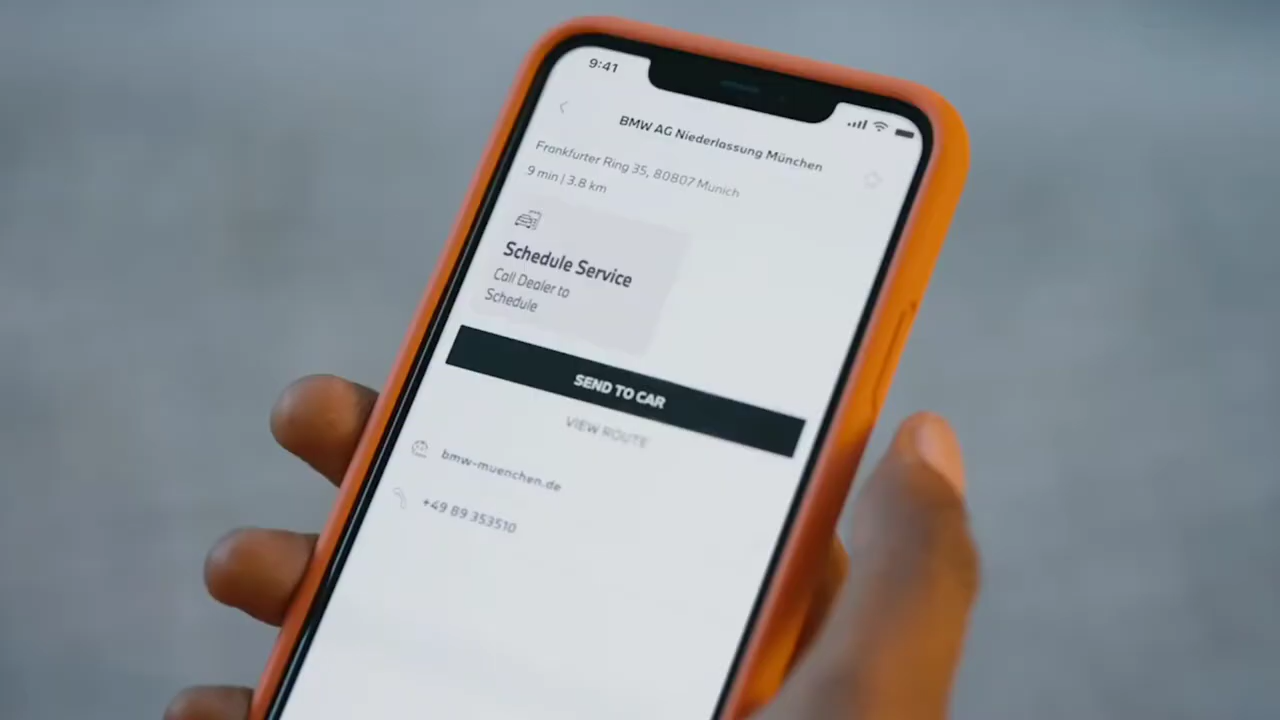 9:41
BMW AG Niederlassung München
Frankfurter Ring 35, 80807 Munich
9 min | 3.8 km
Schedule Service
Call Dealer to
Schedule
SEND TO CAR
VIEW ROUTE
bmw-muenchen.de
+49 89 353510